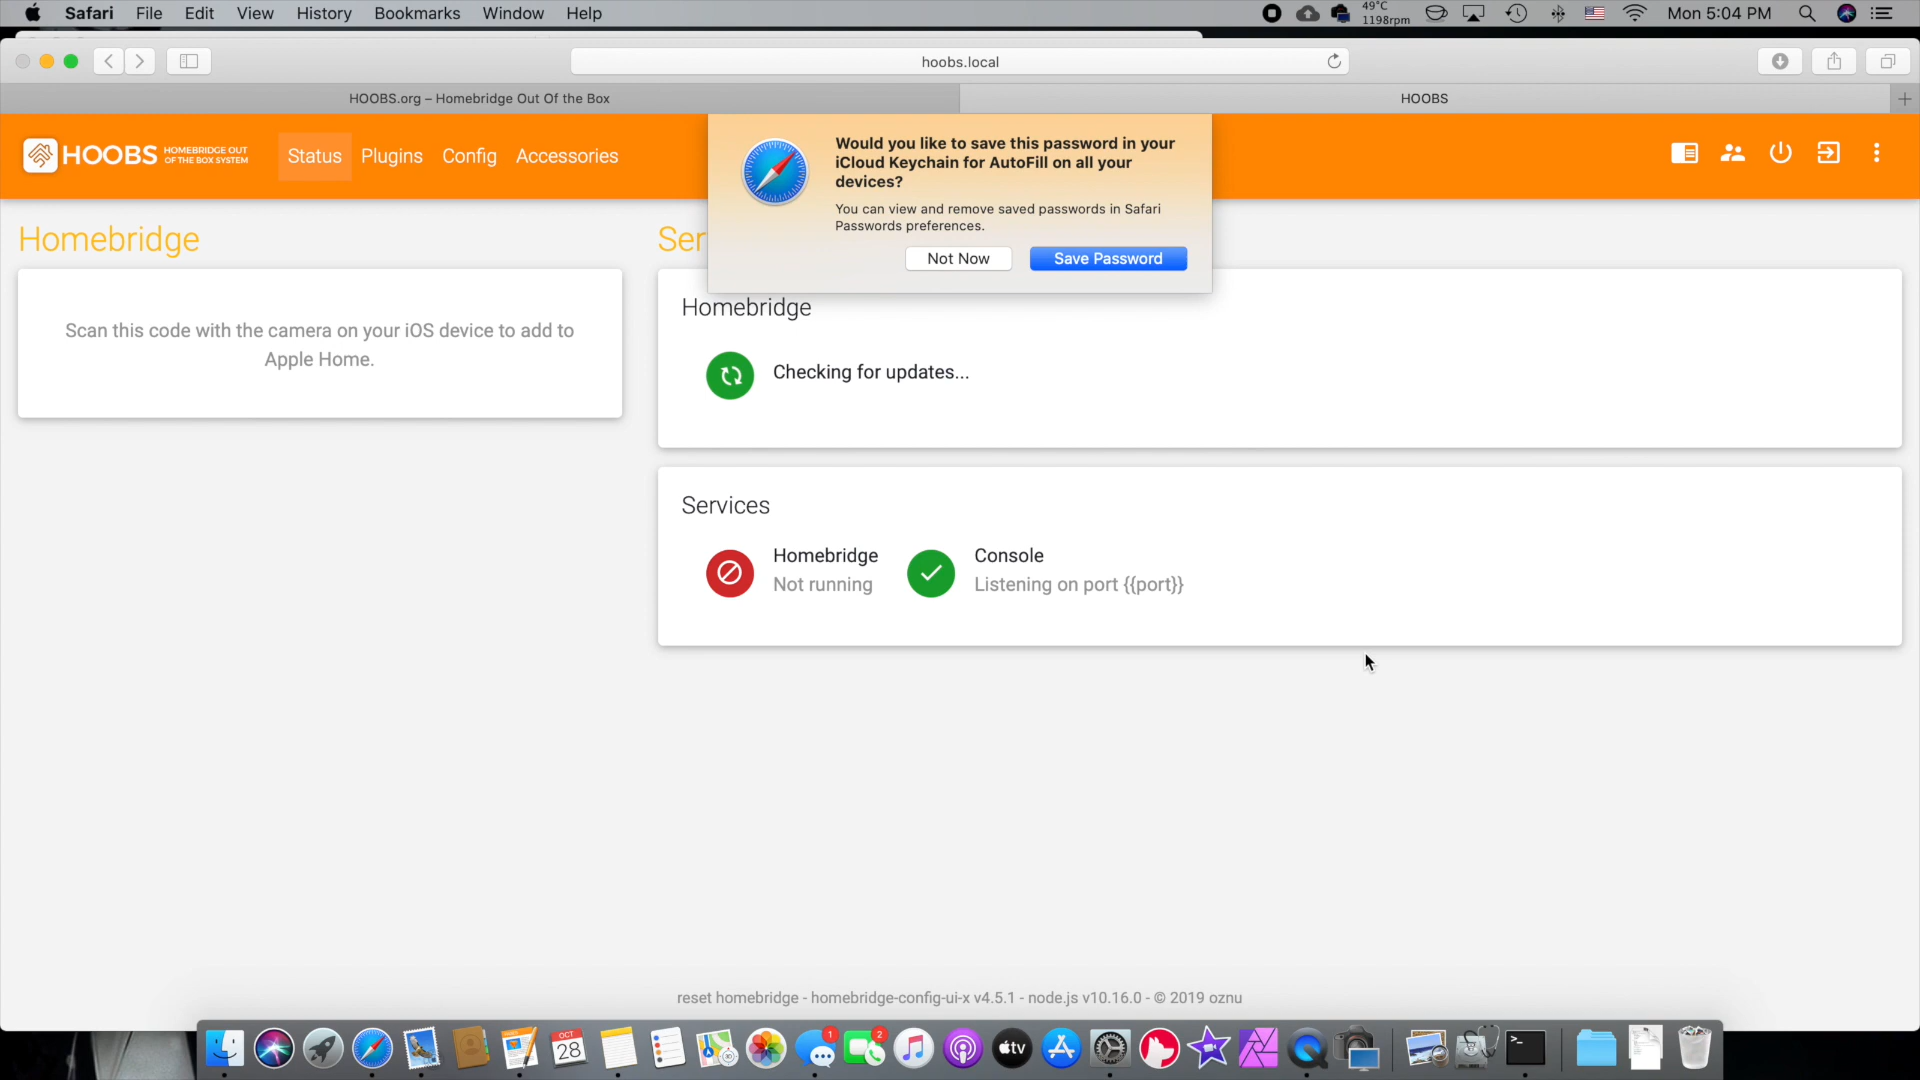 Safari File Edit View History Bookmarks Window Help
49°C
1198rpm
Mon 5:04 PM
hoobs.local
HOOBS.org – Homebridge Out Of the Box
HOOBS
HOOBS HOMEBRIDGE OUT
OF THE BOX SYSTEM
Status Plugins Config Accessories
Would you like to save this password in your
iCloud Keychain for AutoFill on all your
devices?
You can view and remove saved passwords in Safari
Passwords preferences.
Not Now Save Password
Homebridge
Scan this code with the camera on your iOS device to add to
Apple Home.
Ser
Homebridge
Checking for updates...
Services
Homebridge
Not running
Console
Listening on port {{port}}
reset homebridge - homebridge-config-ui-x v4.5.1 - node.js v10.16.0 - © 2019 oznu
OCT
28
1
2
tv
>_